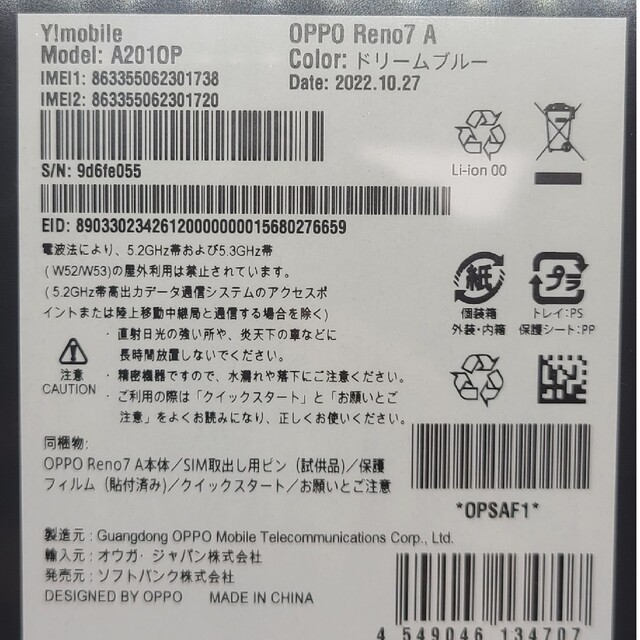 Y!mobile
Model: A201OP
IMEI1: 863355062301738
IMEI2: 863355062301720
S/N: 9d6fe055
OPPO Reno7 A
Color: ドリームブルー
Date: 2022.10.27
Li-ion 00
EID: 89033023426120000000015680276659
電波法により、5.2GHz帯および5.3GHz帯
(W52/W53)の屋外利用は禁止されています。
(5.2GHz帯高出力データ通信システムのアクセスポ
イントまたは陸上移動中継局と通信する場合を除く)
注意
CAUTION
・直射日光の強い所や、炎天下の車などに
長時間放置しないでください。
・精密機器ですので、水漏れや落下にご注意ください。
・ご利用の際は「クイックスタート」と「お願いとご
注意」をよくお読みになり、正しくお使いください。
紙
個装箱
外装・内箱
プラ
トレイ:PS
保護シート:PP
同梱物:
OPPO Reno7 A本体/SIM取出し用ピン(試供品)/保護
フィルム(貼付済み)/クイックスタート/お願いとご注意
*OPSAF1*
製造元:Guangdong OPPO Mobile Telecommunications Corp., Ltd.
輸入元:オウガ・ジャパン株式会社
発売元:ソフトバンク株式会社
DESIGNED BY OPPO MADE IN CHINA
4 549046 134707